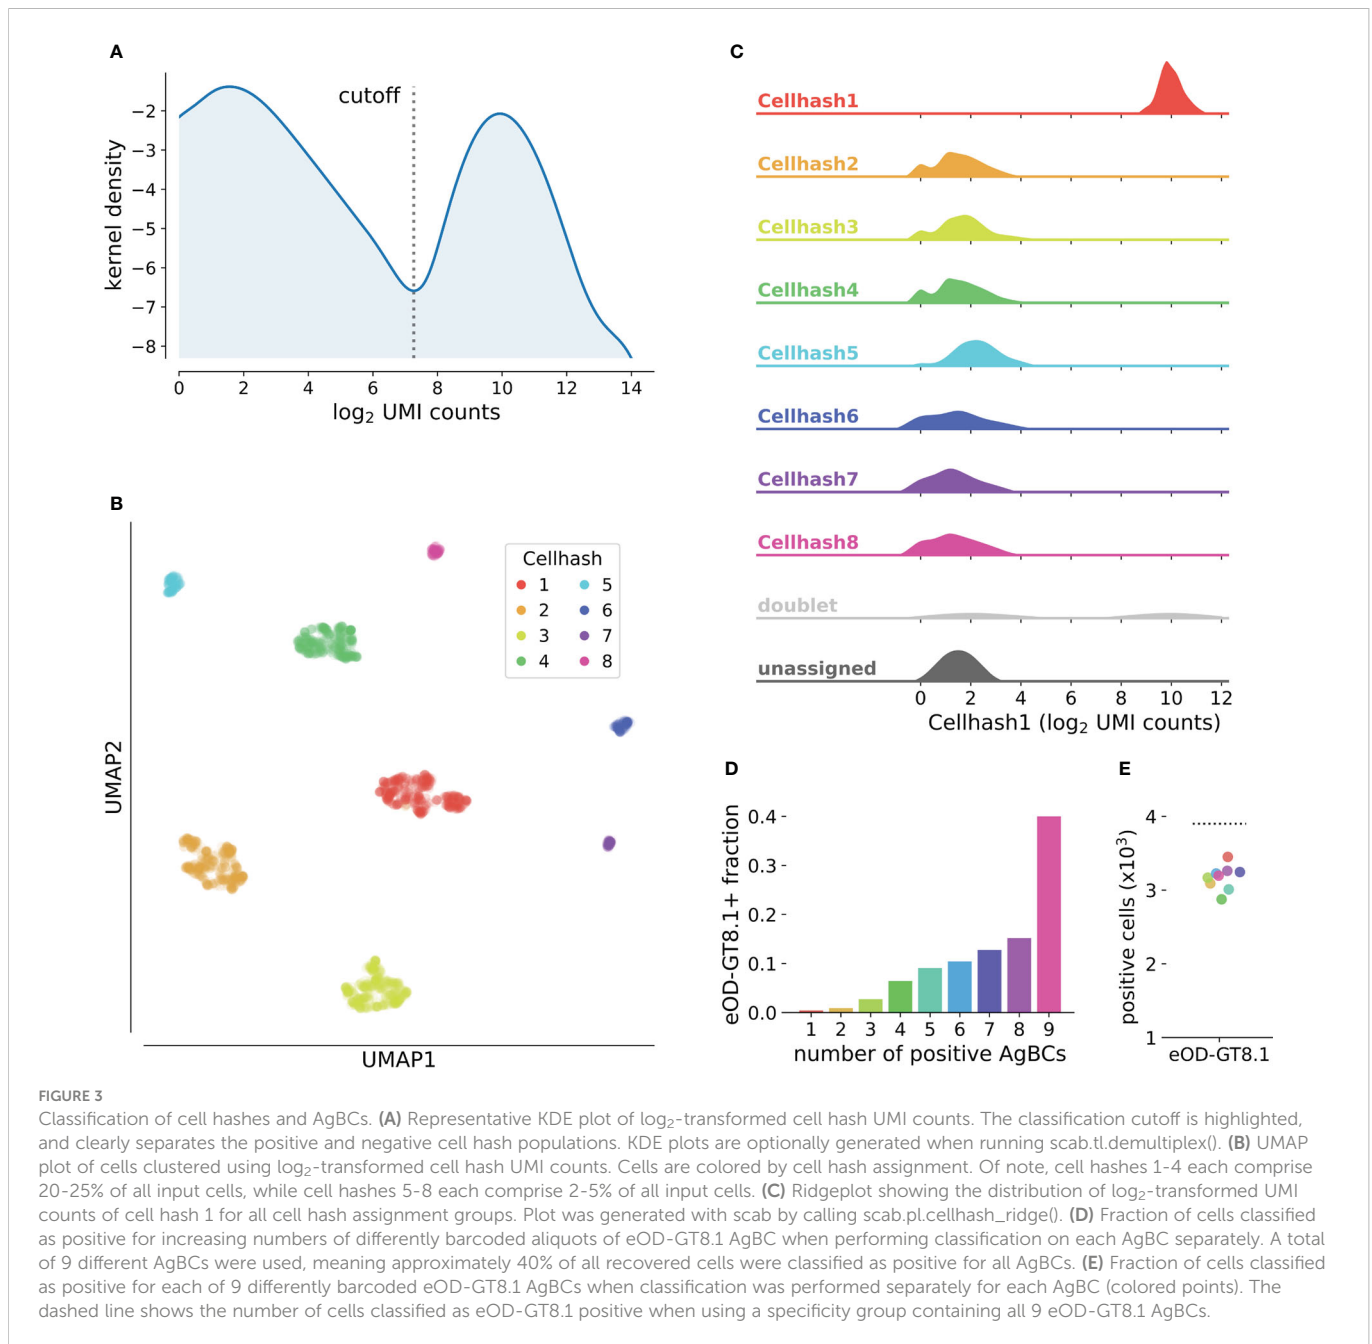 A
cutoff
kernel density
−2
−3
−4
−5
−6
−7
−8
0 2 4 6 8 10 12 14
log₂ UMI counts
B
Cellhash
1 5
2 6
3 7
4 8
UMAP2
UMAP1
C
Cellhash1
Cellhash2
Cellhash3
Cellhash4
Cellhash5
Cellhash6
Cellhash7
Cellhash8
doublet
unassigned
0 2 4 6 8 10 12
Cellhash1 (log₂ UMI counts)
D
eOD-GT8.1+ fraction
0.4
0.3
0.2
0.1
0.0
1 2 3 4 5 6 7 8 9
number of positive AgBCs
E
positive cells (x10³)
4
3
2
1
eOD-GT8.1
FIGURE 3
Classification of cell hashes and AgBCs. (A) Representative KDE plot of log₂-transformed cell hash UMI counts. The classification cutoff is highlighted,
and clearly separates the positive and negative cell hash populations. KDE plots are optionally generated when running scab.tl.demultiplex(). (B) UMAP
plot of cells clustered using log₂-transformed cell hash UMI counts. Cells are colored by cell hash assignment. Of note, cell hashes 1-4 each comprise
20-25% of all input cells, while cell hashes 5-8 each comprise 2-5% of all input cells. (C) Ridgeplot showing the distribution of log₂-transformed UMI
counts of cell hash 1 for all cell hash assignment groups. Plot was generated with scab by calling scab.pl.cellhash_ridge(). (D) Fraction of cells classified
as positive for increasing numbers of differently barcoded aliquots of eOD-GT8.1 AgBC when performing classification on each AgBC separately. A total
of 9 different AgBCs were used, meaning approximately 40% of all recovered cells were classified as positive for all AgBCs. (E) Fraction of cells classified
as positive for each of 9 differently barcoded eOD-GT8.1 AgBCs when classification was performed separately for each AgBC (colored points). The
dashed line shows the number of cells classified as eOD-GT8.1 positive when using a specificity group containing all 9 eOD-GT8.1 AgBCs.